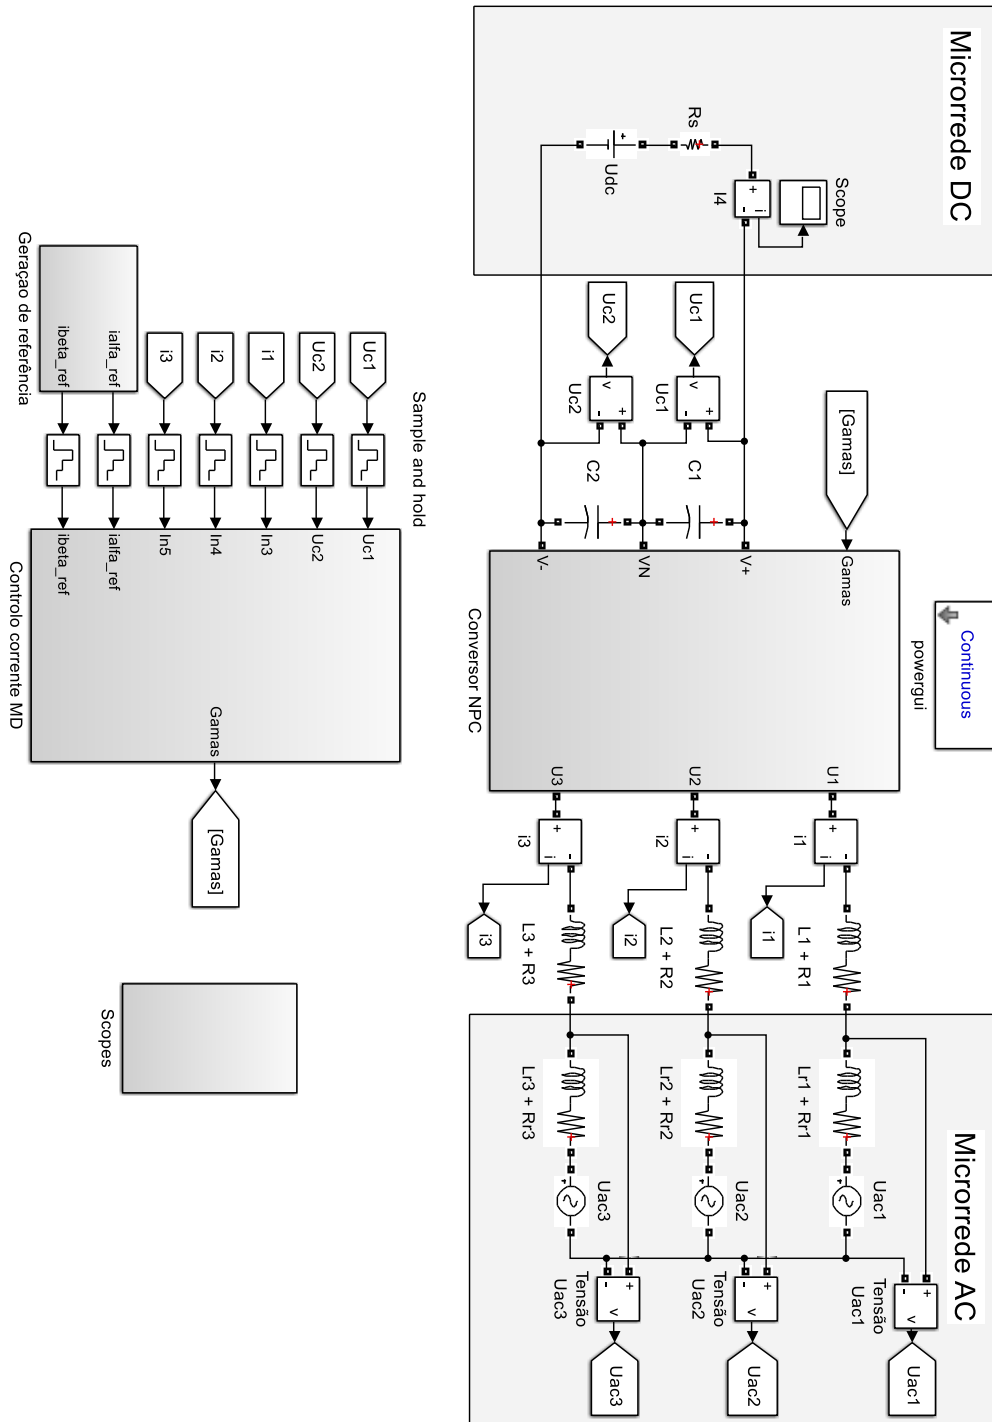 Microrrede DC
Scope
I4
+
-
i
Rs
Udc
Uc1
Uc2
Uc1
+
-
v
Uc2
+
-
v
C1
C2
[Gamas]
Gamas
V+
VN
V-
Conversor NPC
U1
U2
U3
Continuous
powergui
i1
+
-
i
i2
+
-
i
i3
+
-
i
i1
i2
i3
L1 + R1
L2 + R2
L3 + R3
Microrrede AC
Lr1 + Rr1
Lr2 + Rr2
Lr3 + Rr3
Uac1
Uac2
Uac3
Tensão
Uac1
+
-
v
Tensão
Uac2
+
-
v
Tensão
Uac3
+
-
v
Uac1
Uac2
Uac3
Sample and hold
Uc1
Uc2
i1
i2
i3
ialfa_ref
ibeta_ref
Geraçao de referência
Uc1
Uc2
In3
In4
In5
ialfa_ref
ibeta_ref
Gamas
Controlo corrente MD
[Gamas]
Scopes